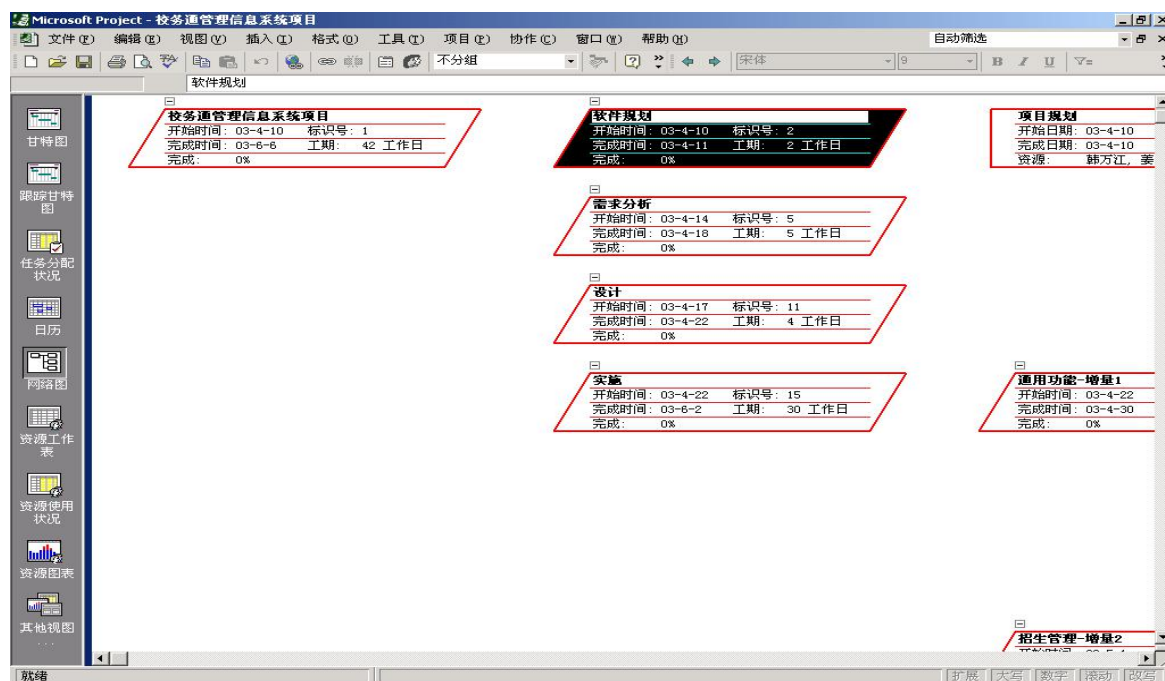 Microsoft Project - 校务通管理信息系统项目
文件(F) 编辑(E) 视图(V) 插入(I) 格式(O) 工具(T) 项目(P) 协作(C) 窗口(W) 帮助(H) 自动筛选
不分组 宋体 9 B I U
软件规划
甘特图
跟踪甘特图
任务分配状况
日历
网络图
资源工作表
资源使用状况
资源图表
其他视图
校务通管理信息系统项目
开始时间: 03-4-10 标识号: 1
完成时间: 03-6-6 工期: 42 工作日
完成: 0%
软件规划
开始时间: 03-4-10 标识号: 2
完成时间: 03-4-11 工期: 2 工作日
完成: 0%
项目规划
开始日期: 03-4-10
完成日期: 03-4-10
资源: 韩万江, 姜
需求分析
开始时间: 03-4-14 标识号: 5
完成时间: 03-4-18 工期: 5 工作日
完成: 0%
设计
开始时间: 03-4-17 标识号: 11
完成时间: 03-4-22 工期: 4 工作日
完成: 0%
实施
开始时间: 03-4-22 标识号: 15
完成时间: 03-6-2 工期: 30 工作日
完成: 0%
通用功能-增量1
开始时间: 03-4-22
完成时间: 03-4-30
完成: 0%
招生管理-增量2
就绪 扩展 大写 数字 滚动 改写